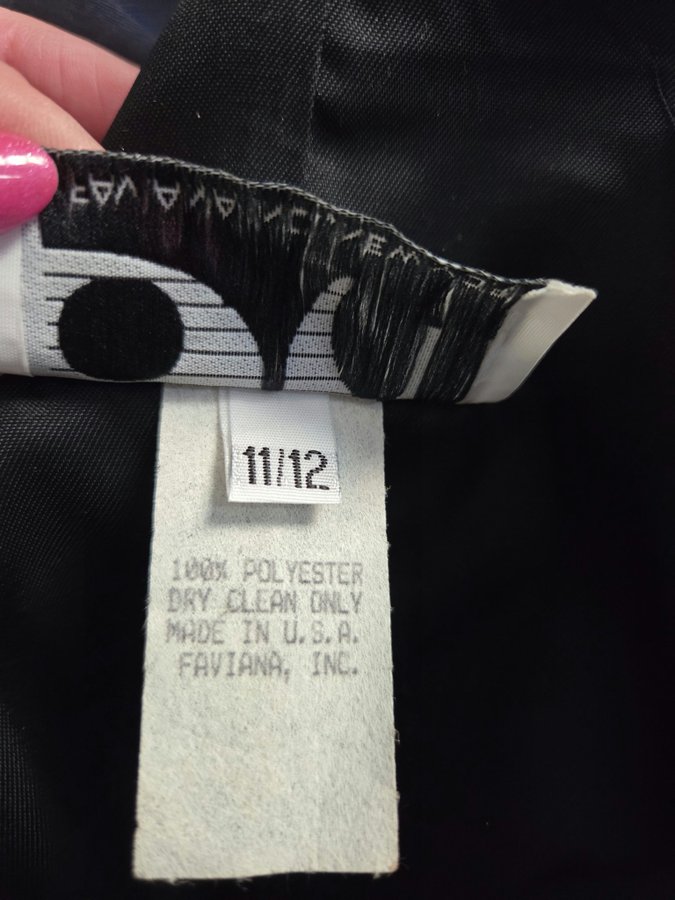 11/12
100% POLYESTER
DRY CLEAN ONLY
MADE IN U.S.A.
FAVIANA, INC.